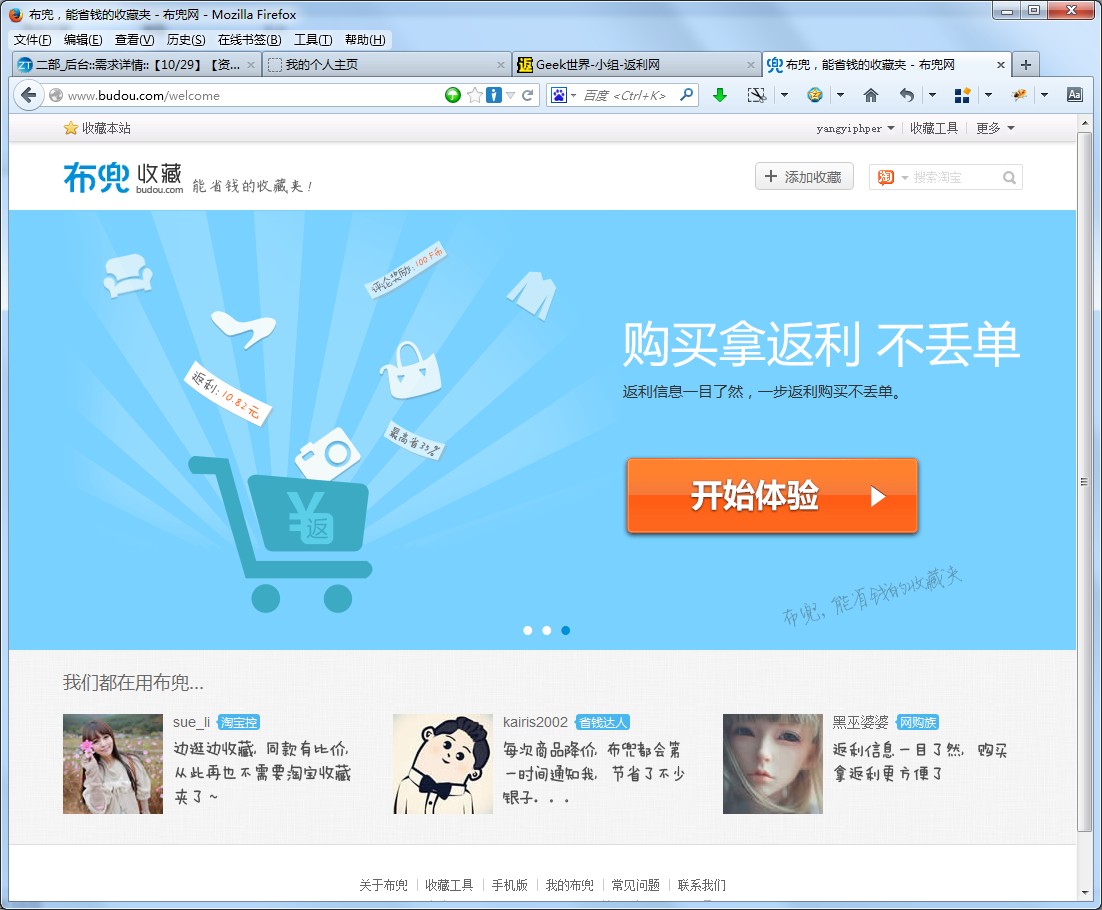 布兜，能省钱的收藏夹 - 布兜网 - Mozilla Firefox
文件(F) 编辑(E) 查看(V) 历史(S) 在线书签(B) 工具(T) 帮助(H)
二部_后台::需求详情::【10/29】【资... 我的个人主页 返 Geek世界-小组-返利网 兜 布兜，能省钱的收藏夹 - 布兜网
www.budou.com/welcome 百度 <Ctrl+K>
收藏本站 yangyiphper 收藏工具 更多
布兜 收藏 budou.com 能省钱的收藏夹！ 添加收藏 淘 搜索淘宝
评论奖励: 100 F币
返利: 10.82元
最高省35%
¥
返
购买拿返利 不丢单
返利信息一目了然，一步返利购买不丢单。
开始体验
布兜, 能省钱的收藏夹
我们都在用布兜...
sue_li 淘宝控
边逛边收藏, 同款有比价,
从此再也不需要淘宝收藏
夹了~
kairis2002 省钱达人
每次商品降价, 布兜都会第
一时间通知我, 节省了不少
银子...
黑巫婆婆 网购族
返利信息一目了然, 购买
拿返利更方便了
关于布兜 收藏工具 手机版 我的布兜 常见问题 联系我们